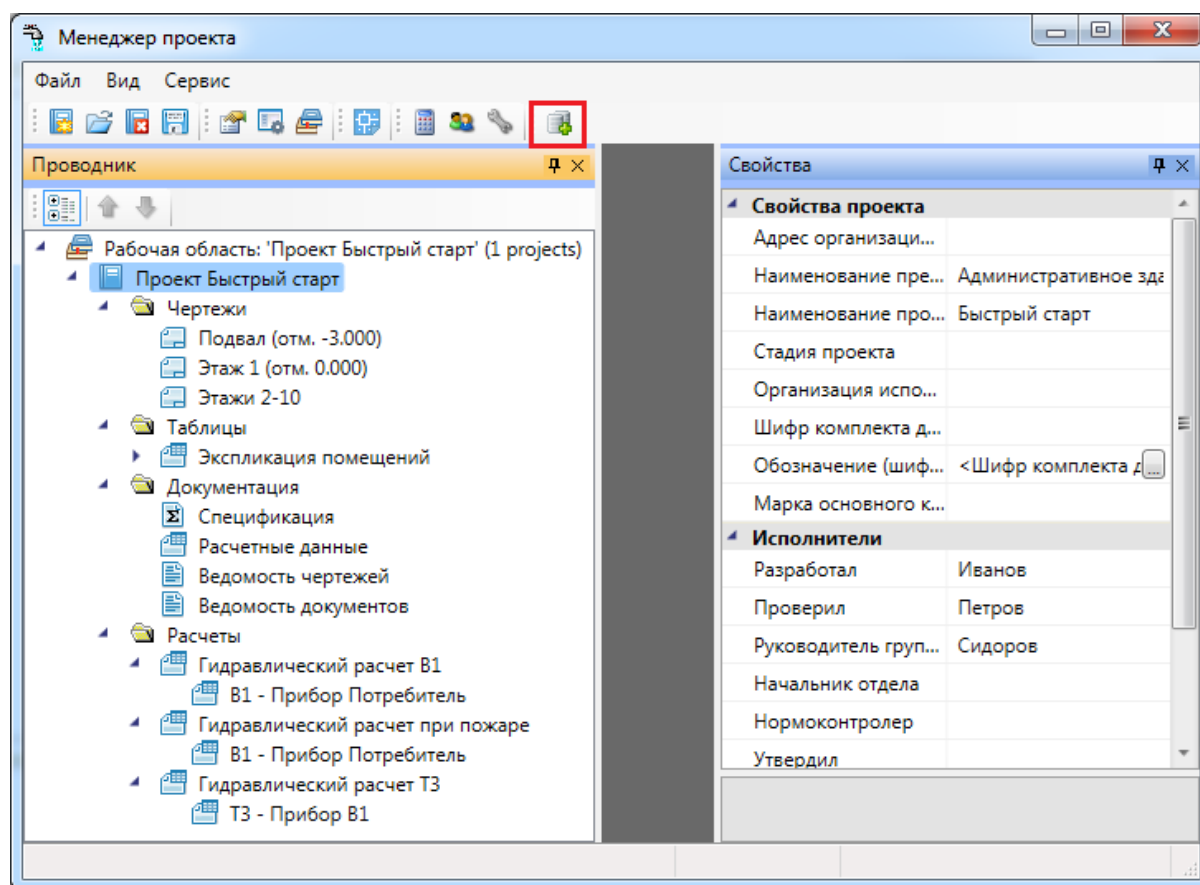 Менеджер проекта
Файл Вид Сервис
Проводник
Рабочая область: 'Проект Быстрый старт' (1 projects)
Проект Быстрый старт
Чертежи
Подвал (отм. -3.000)
Этаж 1 (отм. 0.000)
Этажи 2-10
Таблицы
Экспликация помещений
Документация
Спецификация
Расчетные данные
Ведомость чертежей
Ведомость документов
Расчеты
Гидравлический расчет В1
В1 - Прибор Потребитель
Гидравлический расчет при пожаре
В1 - Прибор Потребитель
Гидравлический расчет Т3
Т3 - Прибор В1
Свойства
Свойства проекта
Адрес организаци...
Наименование пре... Административное зда
Наименование про... Быстрый старт
Стадия проекта
Организация испо...
Шифр комплекта д...
Обозначение (шиф... <Шифр комплекта д ...
Марка основного к...
Исполнители
Разработал Иванов
Проверил Петров
Руководитель груп... Сидоров
Начальник отдела
Нормоконтролер
Утвердил